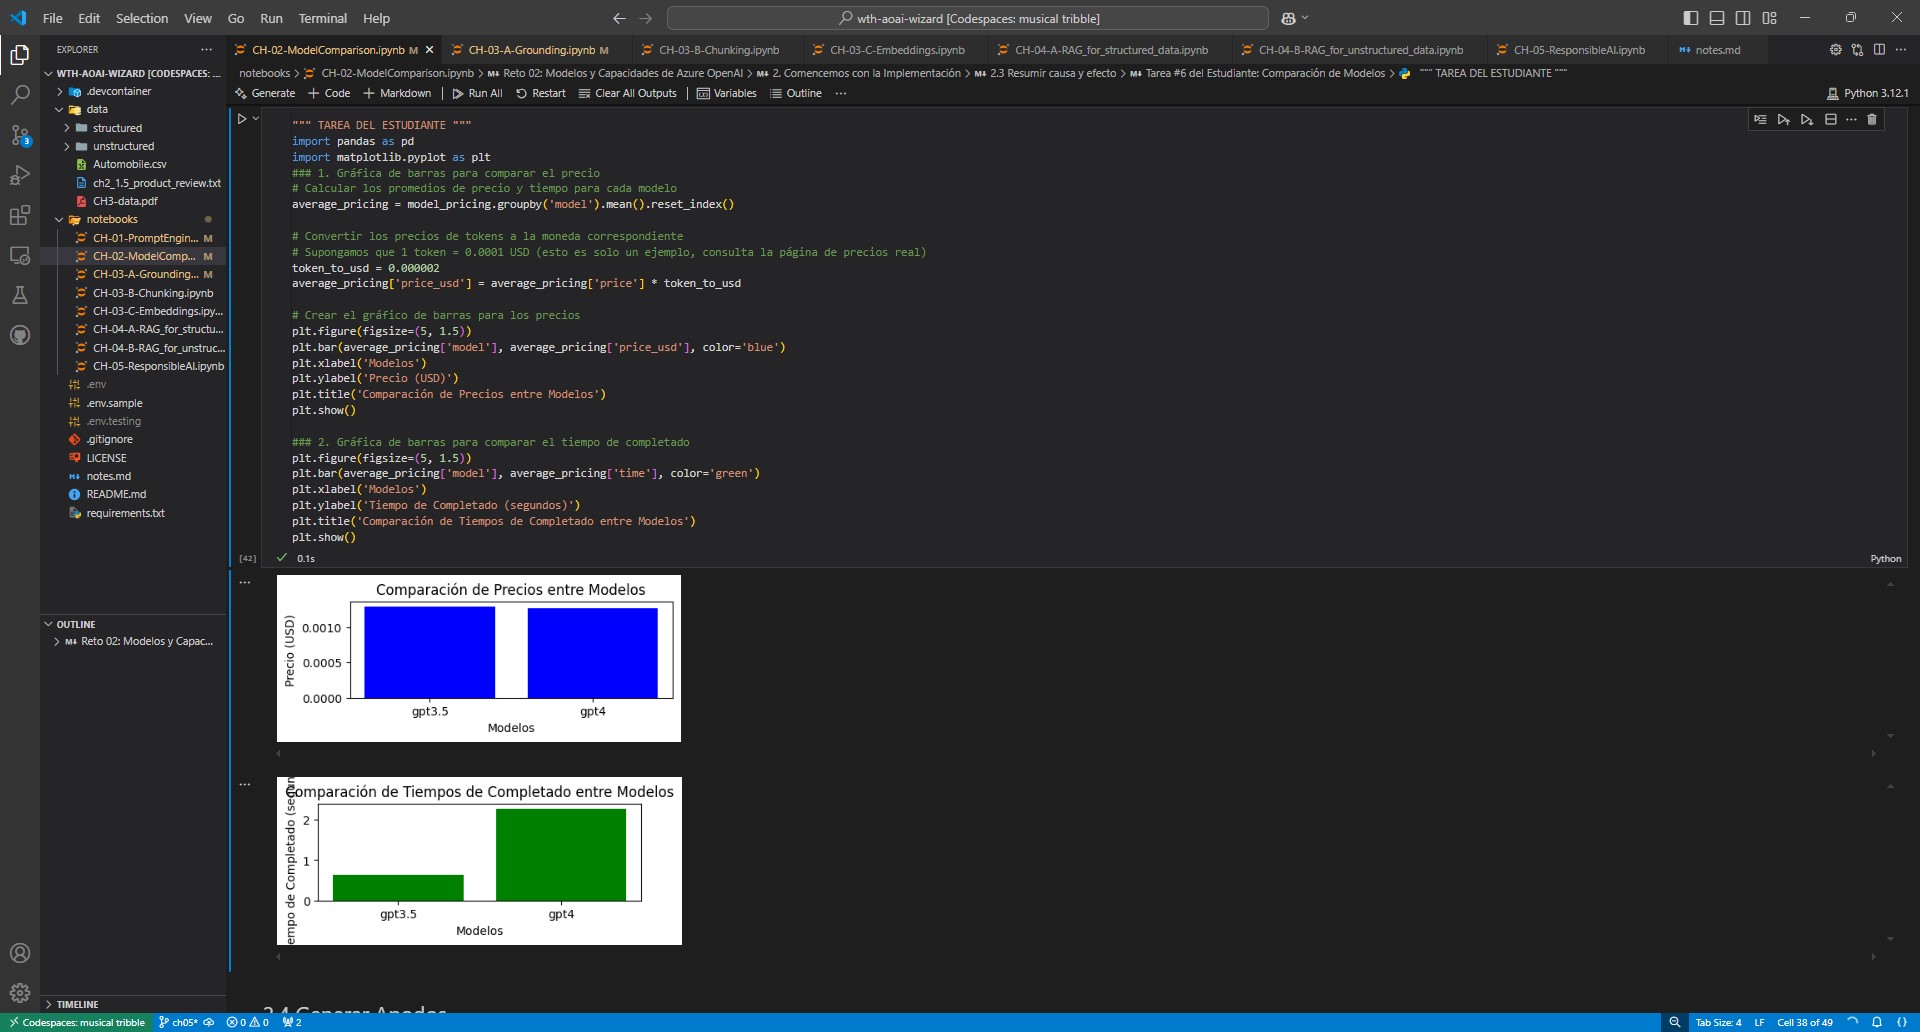 File Edit Selection View Go Run Terminal Help
wth-aoai-wizard [Codespaces: musical tribble]
EXPLORER
WTH-AOAI-WIZARD [CODESPACES: ...
.devcontainer
data
structured
unstructured
Automobile.csv
ch2_1.5_product_review.txt
CH3-data.pdf
notebooks
CH-01-PromptEngin... M
CH-02-ModelComp... M
CH-03-A-Grounding... M
CH-03-B-Chunking.ipynb
CH-03-C-Embeddings.ipy...
CH-04-A-RAG_for_structu...
CH-04-B-RAG_for_unstruc...
CH-05-ResponsibleAI.ipynb
.env
.env.sample
.env.testing
.gitignore
LICENSE
notes.md
README.md
requirements.txt
OUTLINE
Reto 02: Modelos y Capac...
TIMELINE
CH-02-ModelComparison.ipynb M CH-03-A-Grounding.ipynb M CH-03-B-Chunking.ipynb CH-03-C-Embeddings.ipynb CH-04-A-RAG_for_structured_data.ipynb CH-04-B-RAG_for_unstructured_data.ipynb CH-05-ResponsibleAI.ipynb notes.md
notebooks > CH-02-ModelComparison.ipynb > Reto 02: Modelos y Capacidades de Azure OpenAI > 2. Comencemos con la Implementación > 2.3 Resumir causa y efecto > Tarea #6 del Estudiante: Comparación de Modelos > """ TAREA DEL ESTUDIANTE """
Generate + Code + Markdown | Run All Restart Clear All Outputs | Variables Outline ...
Python 3.12.1
""" TAREA DEL ESTUDIANTE """
import pandas as pd
import matplotlib.pyplot as plt
### 1. Gráfica de barras para comparar el precio
# Calcular los promedios de precio y tiempo para cada modelo
average_pricing = model_pricing.groupby('model').mean().reset_index()
# Convertir los precios de tokens a la moneda correspondiente
# Supongamos que 1 token = 0.0001 USD (esto es solo un ejemplo, consulta la página de precios real)
token_to_usd = 0.000002
average_pricing['price_usd'] = average_pricing['price'] * token_to_usd
# Crear el gráfico de barras para los precios
plt.figure(figsize=(5, 1.5))
plt.bar(average_pricing['model'], average_pricing['price_usd'], color='blue')
plt.xlabel('Modelos')
plt.ylabel('Precio (USD)')
plt.title('Comparación de Precios entre Modelos')
plt.show()
### 2. Gráfica de barras para comparar el tiempo de completado
plt.figure(figsize=(5, 1.5))
plt.bar(average_pricing['model'], average_pricing['time'], color='green')
plt.xlabel('Modelos')
plt.ylabel('Tiempo de Completado (segundos)')
plt.title('Comparación de Tiempos de Completado entre Modelos')
plt.show()
[42] 0.1s
Python
Comparación de Precios entre Modelos
Precio (USD)
0.0010
0.0005
0.0000
gpt3.5 gpt4
Modelos
Comparación de Tiempos de Completado entre Modelos
empo de Completado (segun
2
1
0
gpt3.5 gpt4
Modelos
Codespaces: musical tribble ch05* 0 0 2
Tab Size: 4 LF Cell 38 of 49